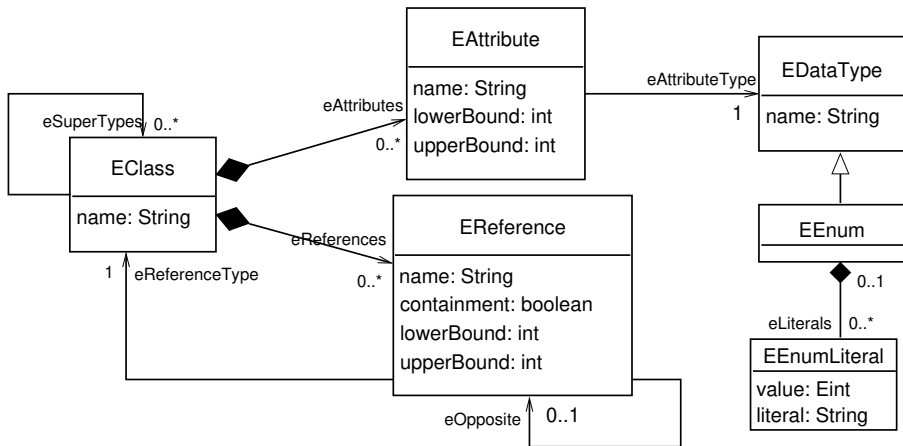 EAttribute
name: String
lowerBound: int
upperBound: int
eAttributeType
1
EDataType
name: String
eSuperTypes
0..*
eAttributes
0..*
EClass
name: String
eReferences
0..*
1
eReferenceType
EReference
name: String
containment: boolean
lowerBound: int
upperBound: int
eOpposite
0..1
EEnum
0..1
eLiterals
0..*
EEnumLiteral
value: Eint
literal: String